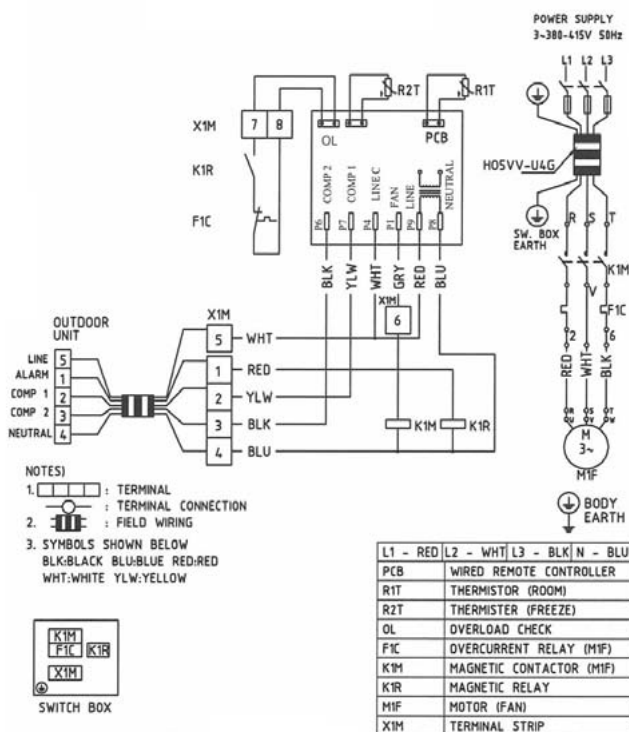 POWER SUPPLY
3~380-415V 50Hz
L1 L2 L3
R2T
R1T
X1M
7 8
OL
PCB
K1R
F1C
COMP 2
COMP 1
LINE C
FAN
LINE
NEUTRAL
P6 P7 P4 P1 P9 P8
BLK YLW WHT GRY RED BLU
X1M
6
HO5VV-U4G
SW. BOX
EARTH
R S T
K1M
V
F1C
2 6
RED WHT BLK
R S T
U V W
M
3~
M1F
BODY
EARTH
OUTDOOR
UNIT
LINE 5
ALARM 1
COMP 1 2
COMP 2 3
NEUTRAL 4
X1M
5 WHT
1 RED
2 YLW
3 BLK
4 BLU
K1M
K1R
NOTES)
1. : TERMINAL
: TERMINAL CONNECTION
2. : FIELD WIRING
3. SYMBOLS SHOWN BELOW
BLK:BLACK BLU:BLUE RED:RED
WHT:WHITE YLW:YELLOW
K1M
F1C K1R
X1M
SWITCH BOX
L1 - RED L2 - WHT L3 - BLK N - BLU
PCB WIRED REMOTE CONTROLLER
R1T THERMISTOR (ROOM)
R2T THERMISTER (FREEZE)
OL OVERLOAD CHECK
F1C OVERCURRENT RELAY (M1F)
K1M MAGNETIC CONTACTOR (M1F)
K1R MAGNETIC RELAY
M1F MOTOR (FAN)
X1M TERMINAL STRIP